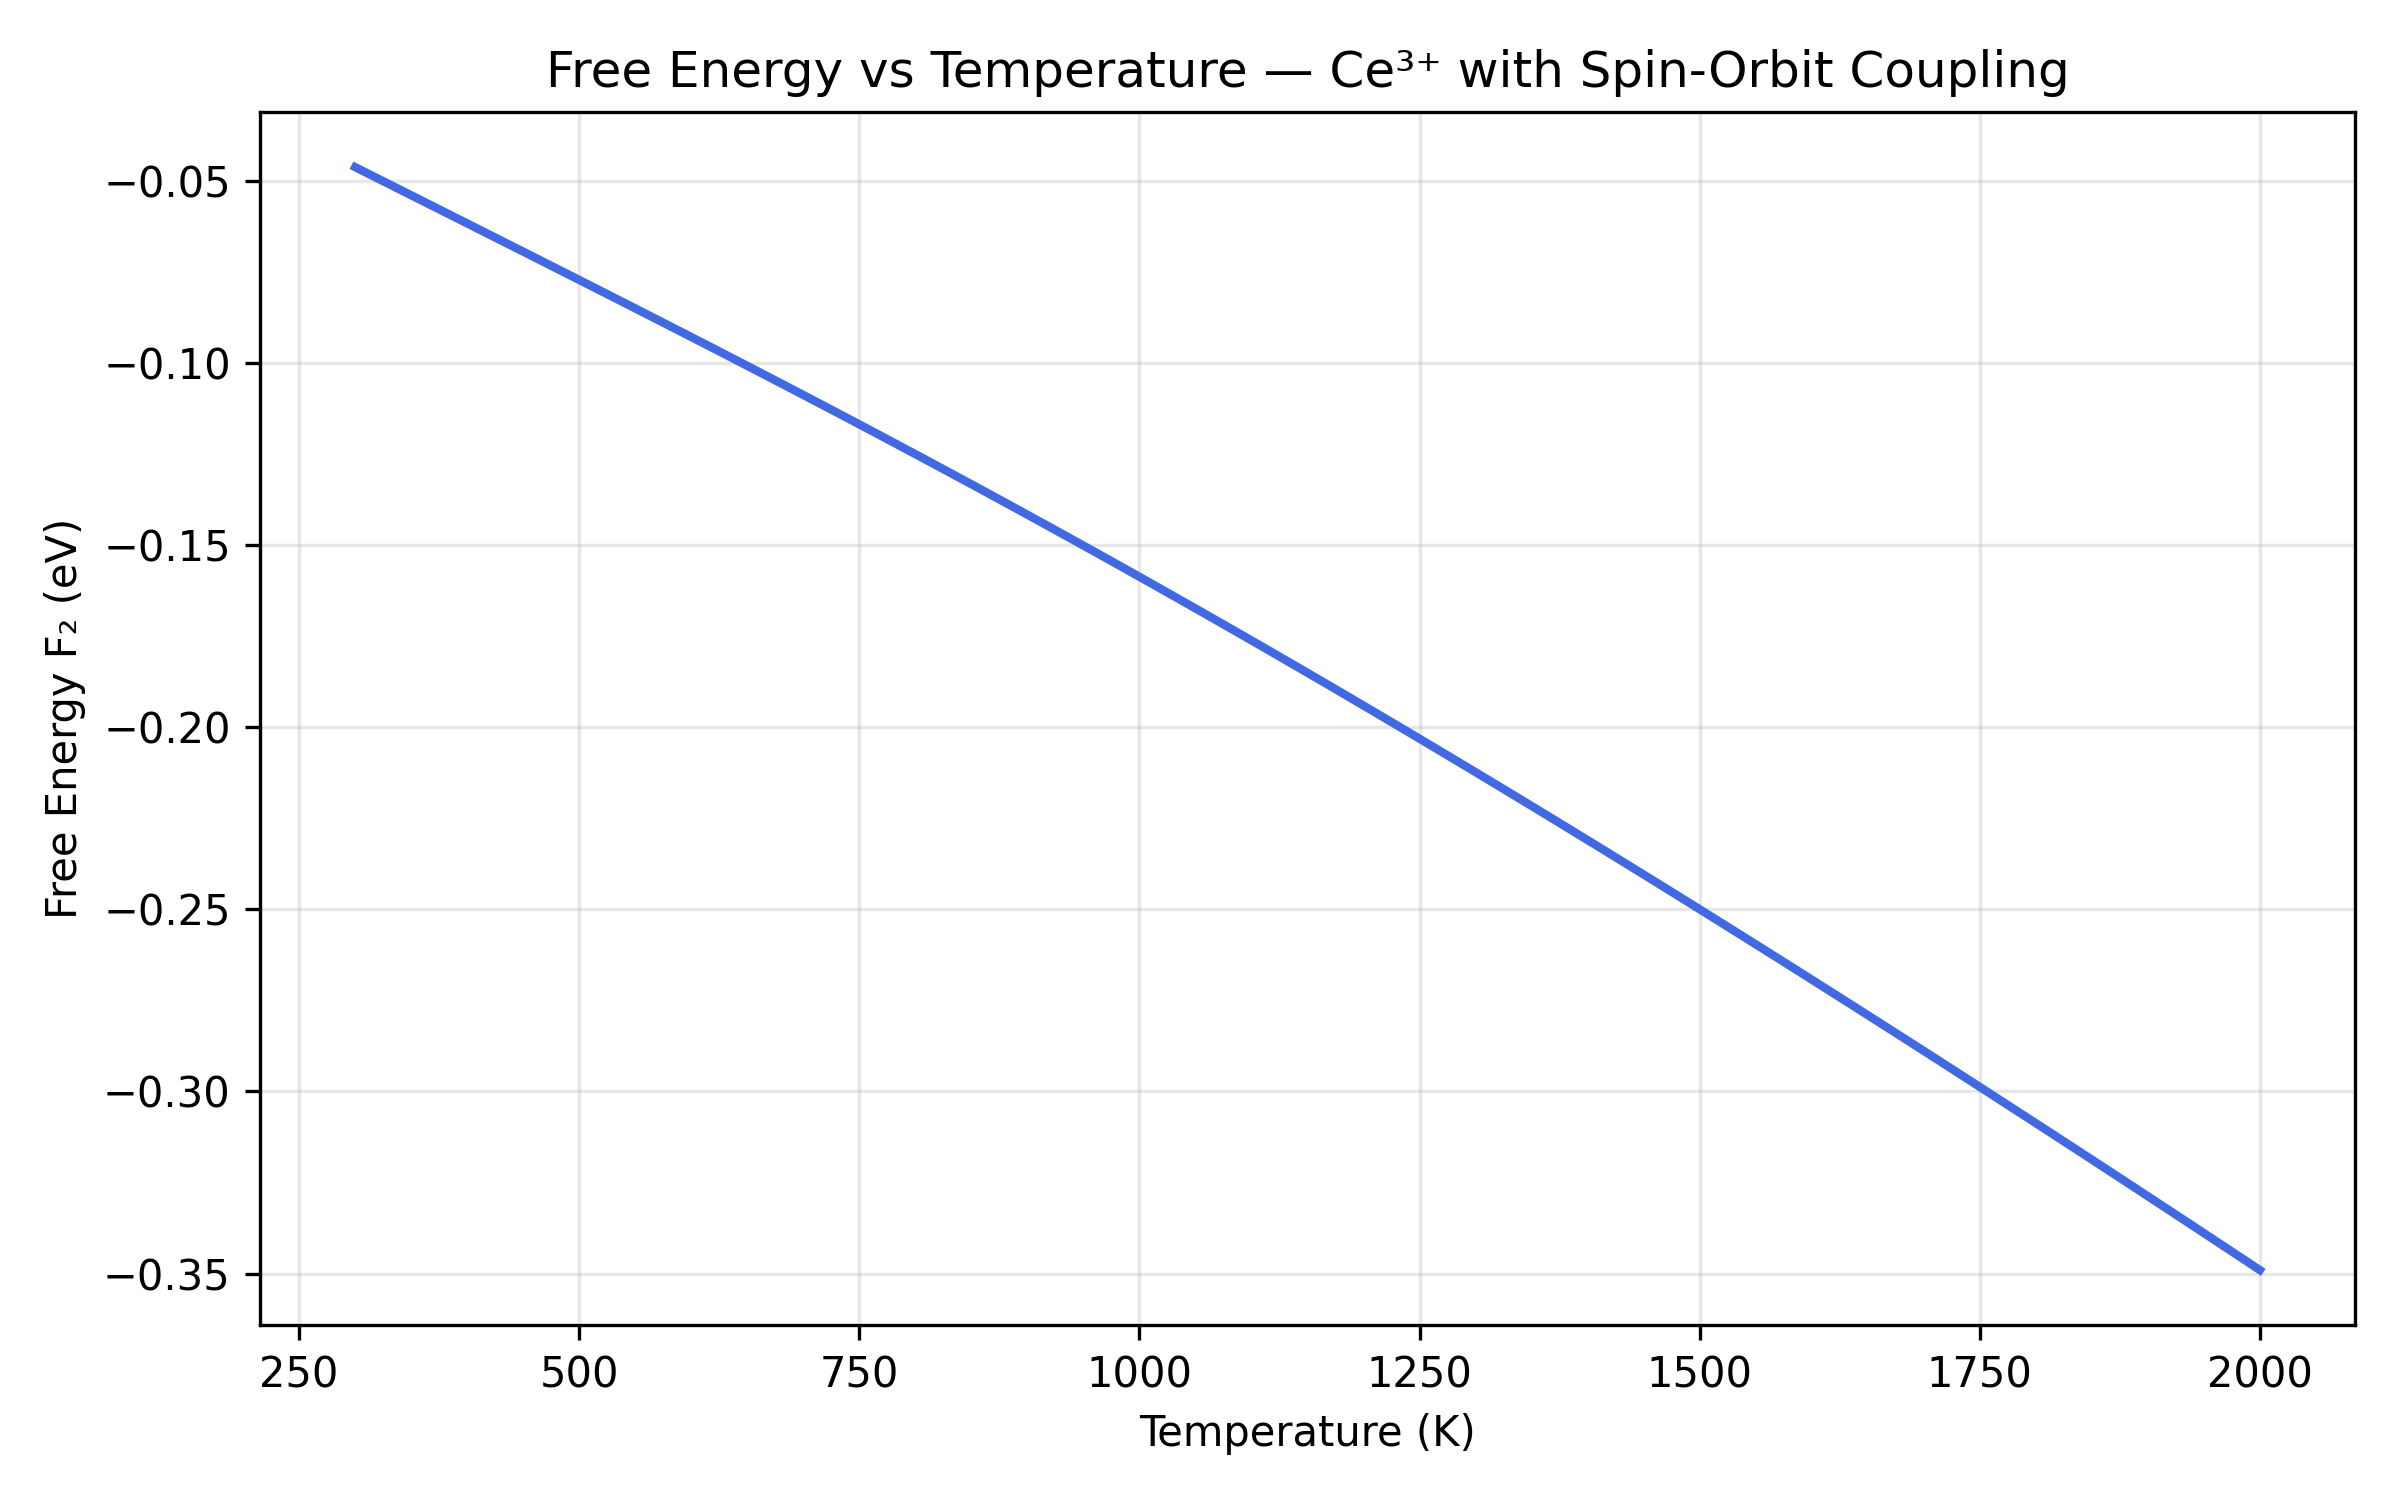 Free Energy vs Temperature — Ce³⁺ with Spin-Orbit Coupling
Free Energy F₂ (eV)
−0.05
−0.10
−0.15
−0.20
−0.25
−0.30
−0.35
250 500 750 1000 1250 1500 1750 2000
Temperature (K)